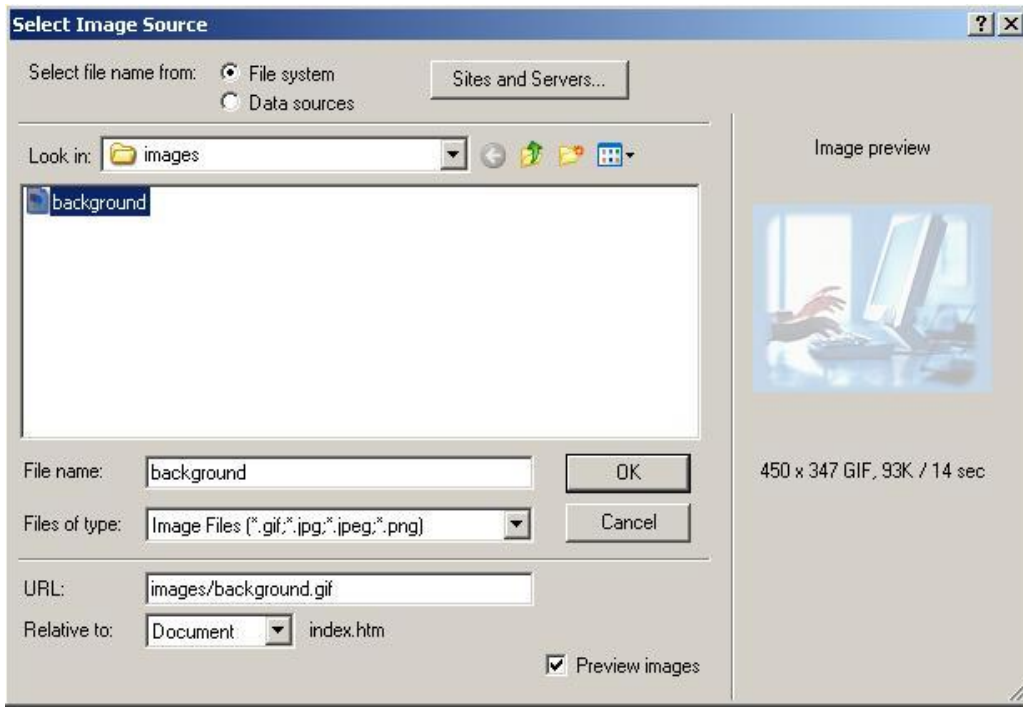 Select Image Source
Select file name from: File system Sites and Servers...
Data sources
Look in: images
Image preview
background
File name: background OK
450 x 347 GIF, 93K / 14 sec
Files of type: Image Files (*.gif;*.jpg;*.jpeg;*.png) Cancel
URL: images/background.gif
Relative to: Document index.htm
Preview images